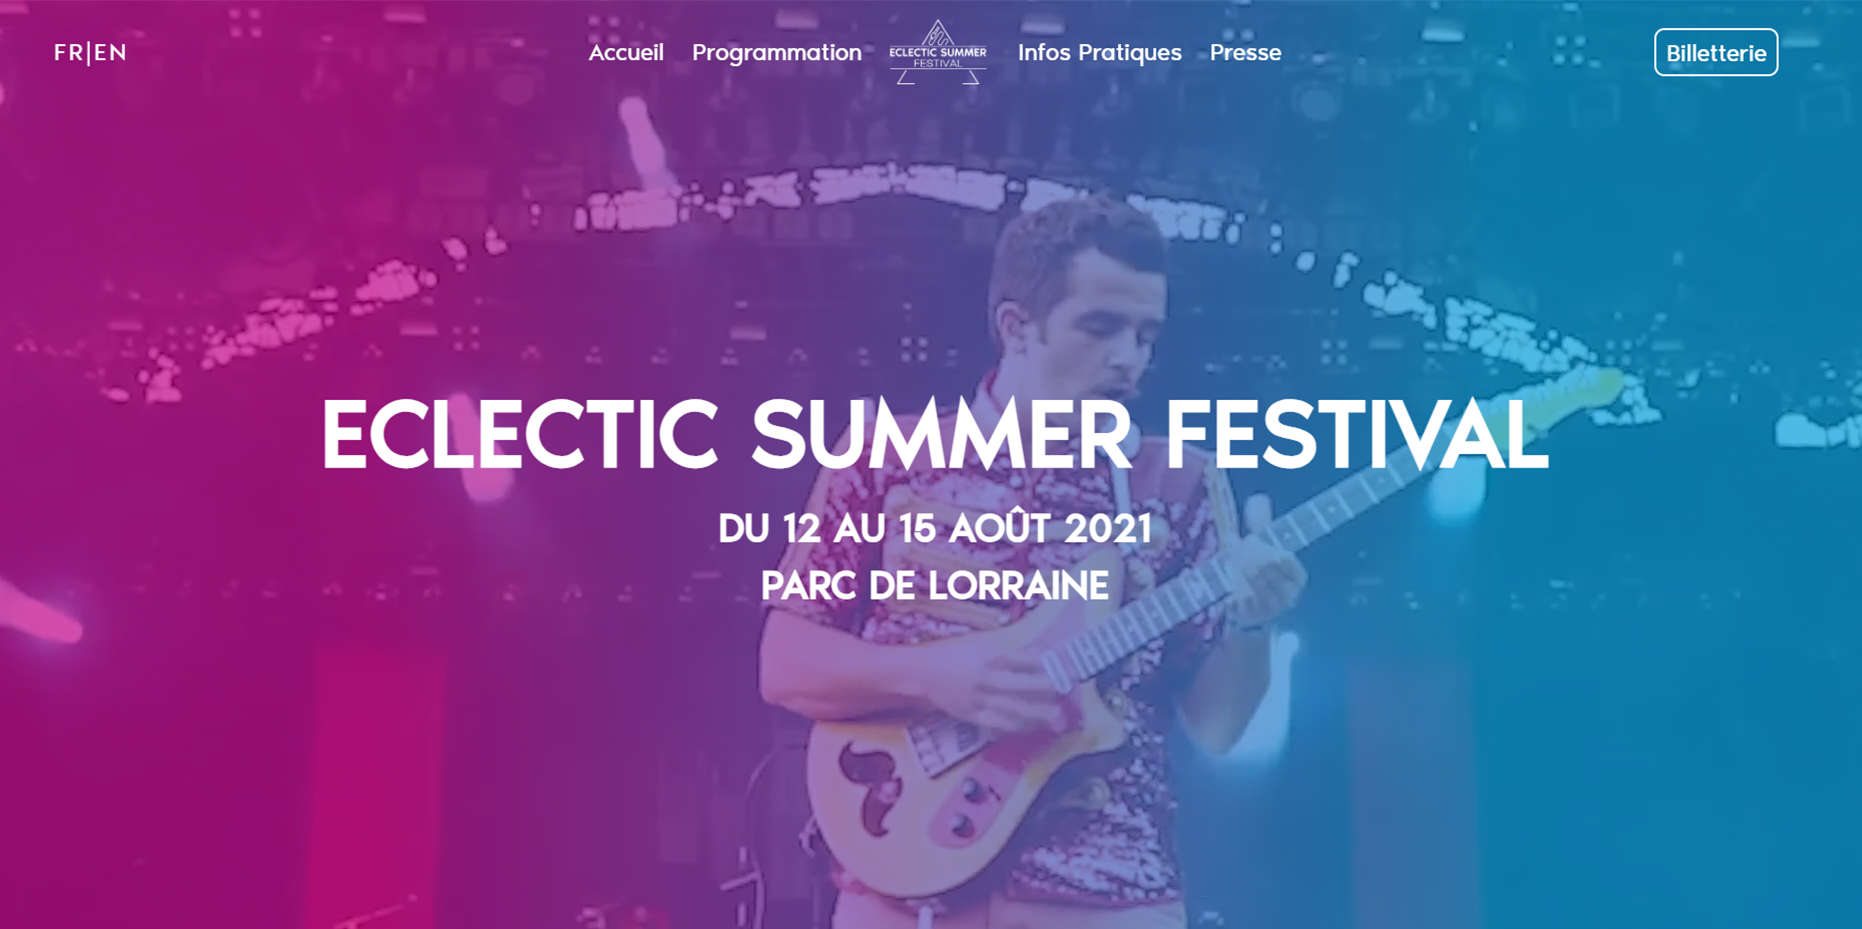 FR|EN
Accueil
Programmation
ECLECTIC SUMMER
FESTIVAL
Infos Pratiques
Presse
Billetterie
ECLECTIC SUMMER FESTIVAL
DU 12 AU 15 AOÛT 2021
PARC DE LORRAINE